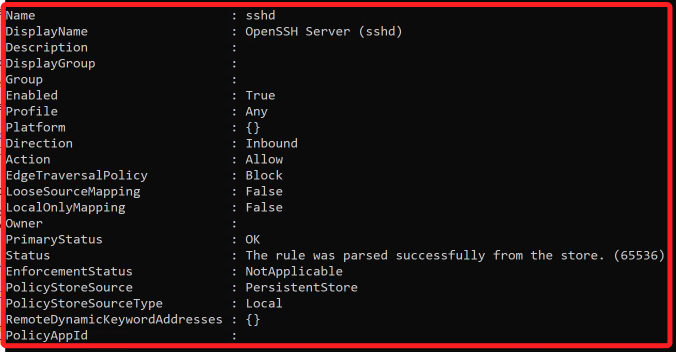 Name                          : sshd
DisplayName                   : OpenSSH Server (sshd)
Description                   :
DisplayGroup                  :
Group                         :
Enabled                       : True
Profile                       : Any
Platform                      : {}
Direction                     : Inbound
Action                        : Allow
EdgeTraversalPolicy           : Block
LooseSourceMapping            : False
LocalOnlyMapping              : False
Owner                         :
PrimaryStatus                 : OK
Status                        : The rule was parsed successfully from the store. (65536)
EnforcementStatus             : NotApplicable
PolicyStoreSource             : PersistentStore
PolicyStoreSourceType         : Local
RemoteDynamicKeywordAddresses : {}
PolicyAppId                   :